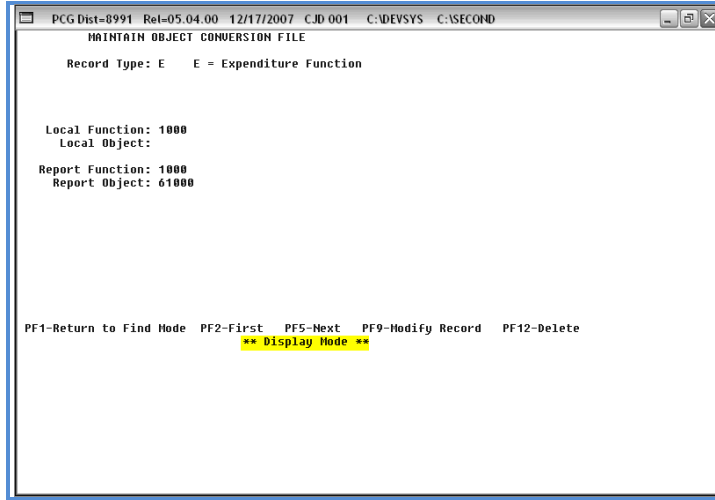 PCG Dist=8991 Rel=05.04.00 12/17/2007 CJD 001 C:\DEVSYS C:\SECOND
MAINTAIN OBJECT CONVERSION FILE
Record Type: E E = Expenditure Function
Local Function: 1000
Local Object:
Report Function: 1000
Report Object: 61000
PF1-Return to Find Mode PF2-First PF5-Next PF9-Modify Record PF12-Delete
** Display Mode **